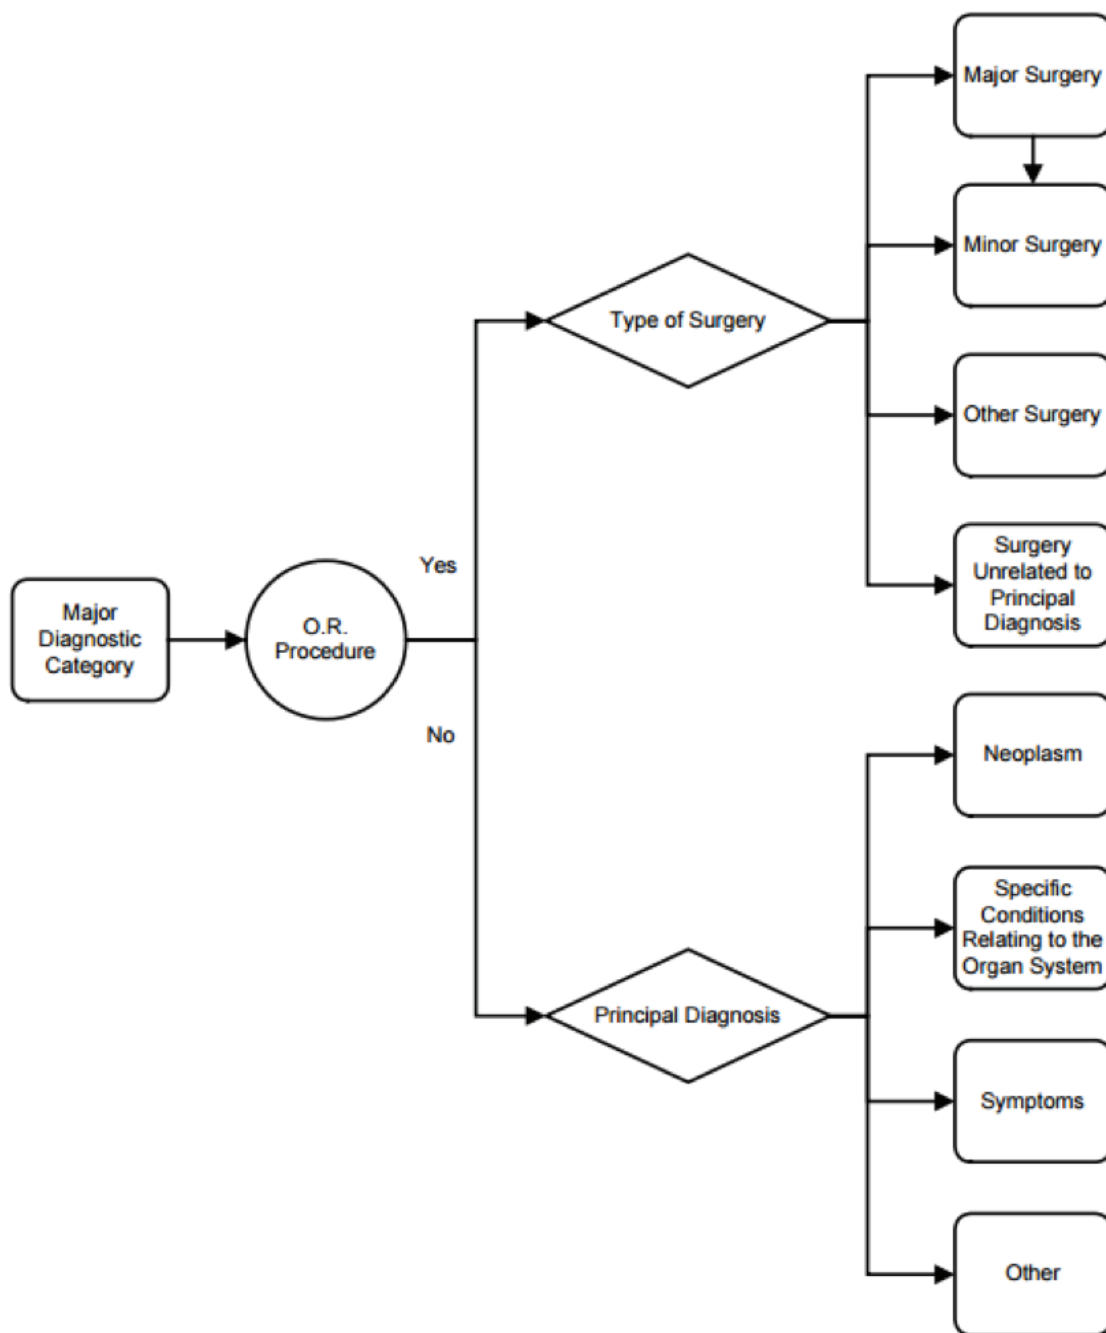 Major Surgery
Minor Surgery
Type of Surgery
Other Surgery
Surgery
Unrelated to
Principal
Diagnosis
Yes
Major
Diagnostic
Category
O.R.
Procedure
No
Neoplasm
Specific
Conditions
Relating to the
Organ System
Principal Diagnosis
Symptoms
Other